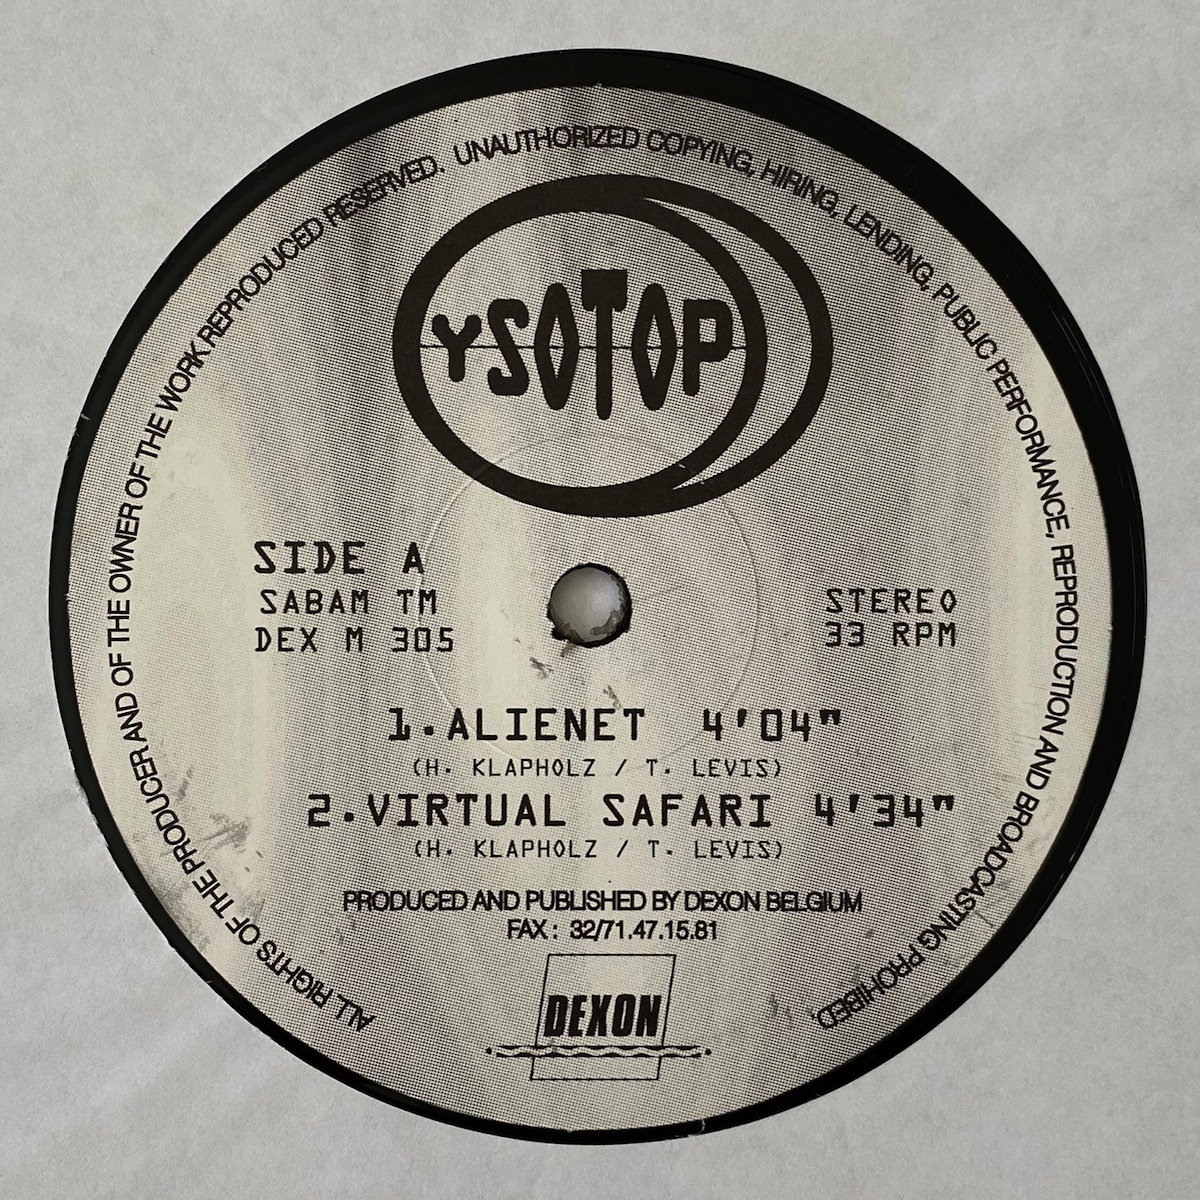 ALL RIGHTS OF THE PRODUCER AND OF THE OWNER OF THE WORK REPRODUCED RESERVED. UNAUTHORIZED COPYING, HIRING, LENDING, PUBLIC PERFORMANCE, REPRODUCTION AND BROADCASTING PROHIBED
YSOTOP
SIDE A
SABAM TM
DEX M 305
STEREO
33 RPM
1.ALIENET 4'04"
(H. KLAPHOLZ / T. LEVIS)
2.VIRTUAL SAFARI 4'34"
(H. KLAPHOLZ / T. LEVIS)
PRODUCED AND PUBLISHED BY DEXON BELGIUM
FAX : 32/71.47.15.81
DEXON